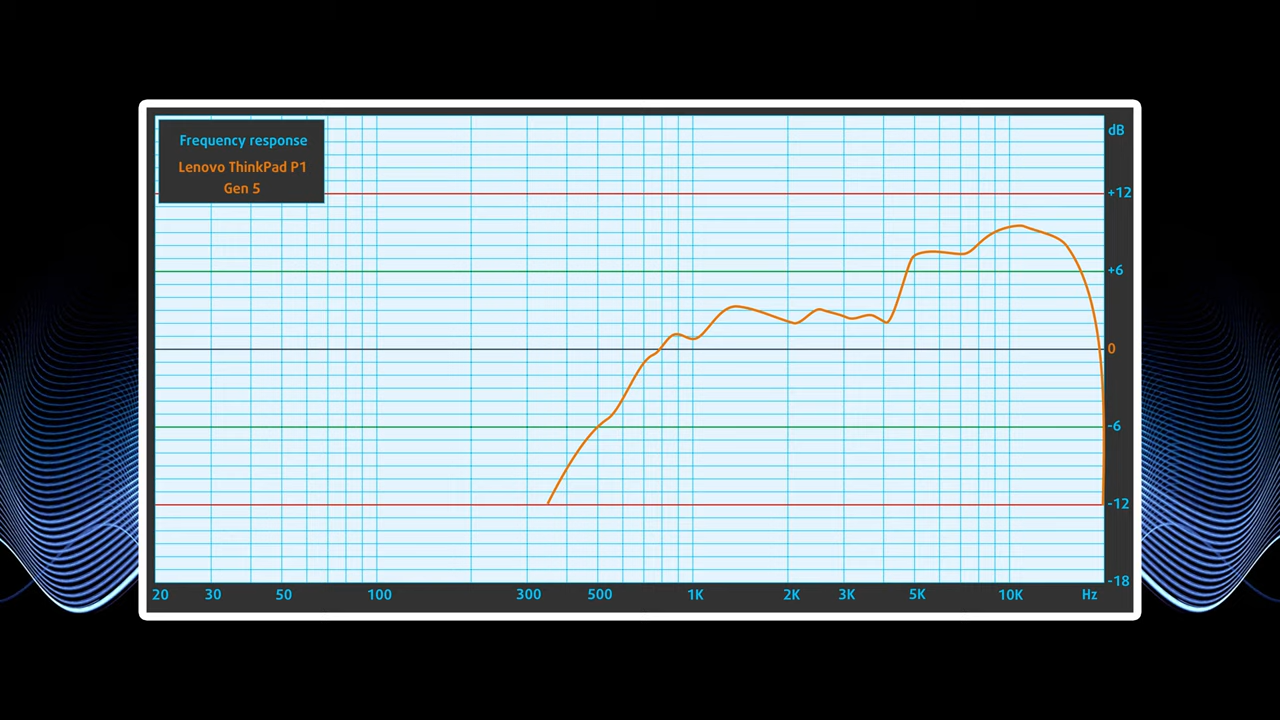 Frequency response
Lenovo ThinkPad P1
Gen 5
dB
+12
+6
0
-6
-12
-18
20 30 50 100 300 500 1K 2K 3K 5K 10K Hz